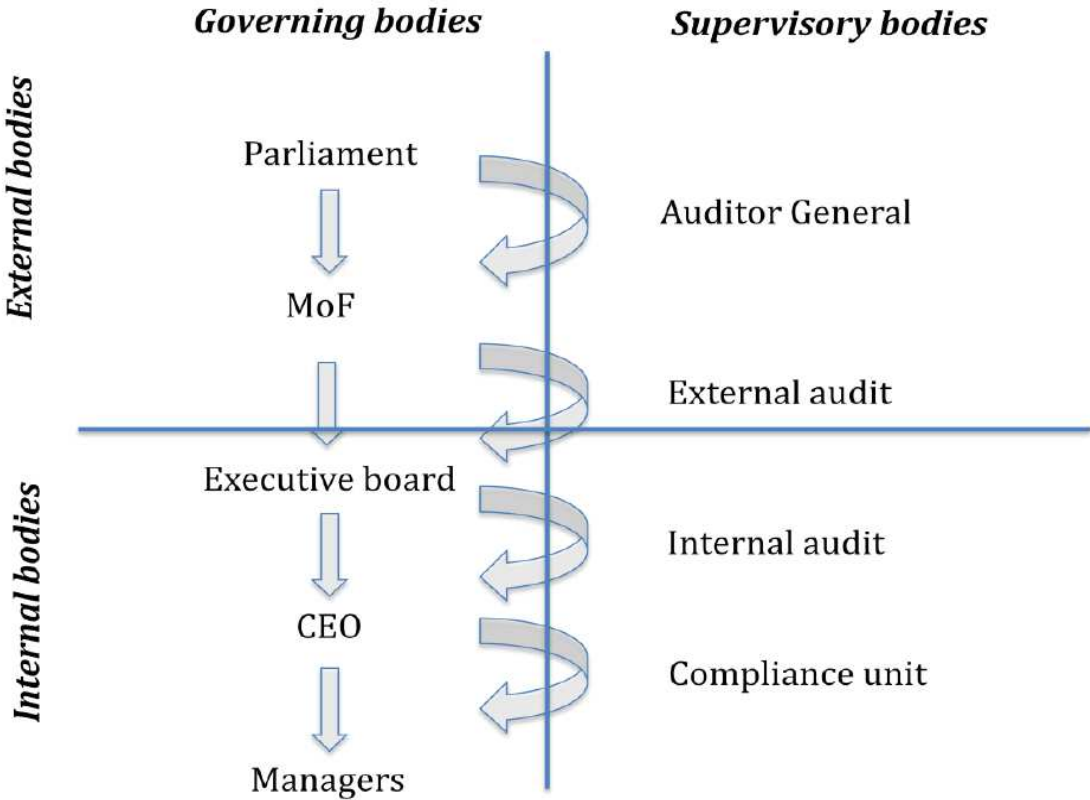 Governing bodies
Supervisory bodies
External bodies
Parliament
Auditor General
MoF
External audit
Internal bodies
Executive board
Internal audit
CEO
Compliance unit
Managers